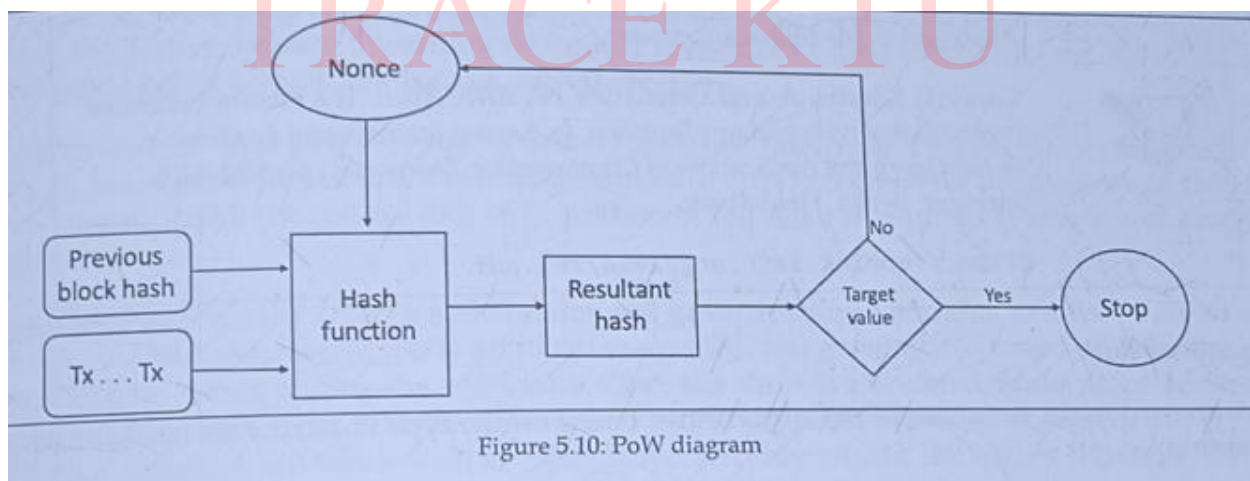 TRACE KTU
Nonce
No
Previous
block hash
Hash
function
Resultant
hash
Target
value
Yes
Stop
Tx . . . Tx
Figure 5.10: PoW diagram